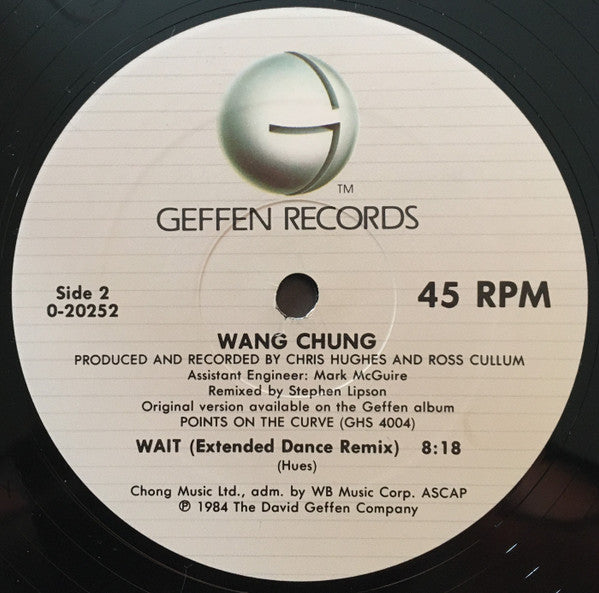 TM
GEFFEN RECORDS
Side 2
0-20252
45 RPM
WANG CHUNG
PRODUCED AND RECORDED BY CHRIS HUGHES AND ROSS CULLUM
Assistant Engineer: Mark McGuire
Remixed by Stephen Lipson
Original version available on the Geffen album
POINTS ON THE CURVE (GHS 4004)
WAIT (Extended Dance Remix) 8:18
(Hues)
Chong Music Ltd., adm. by WB Music Corp. ASCAP
℗ 1984 The David Geffen Company